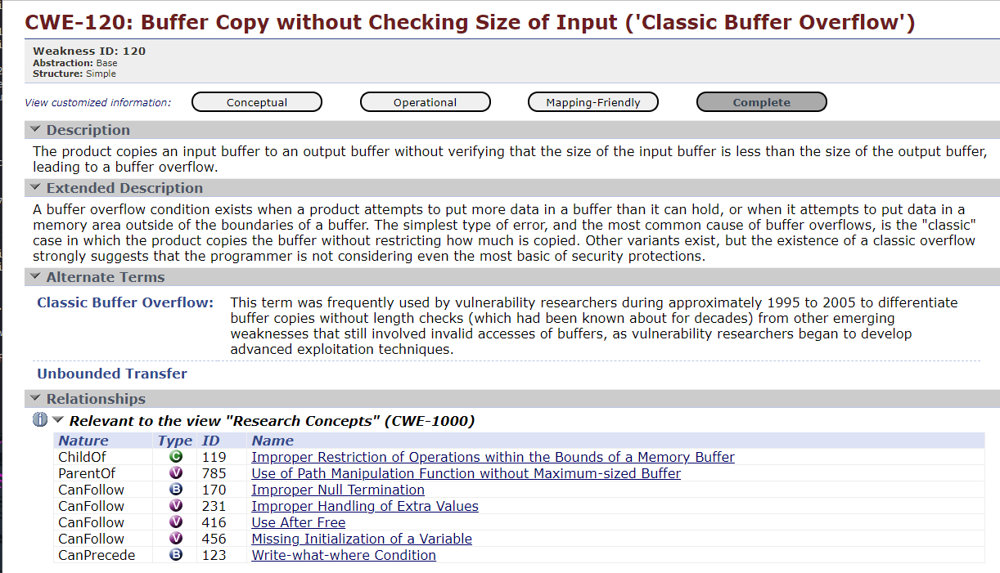 CWE-120: Buffer Copy without Checking Size of Input ('Classic Buffer Overflow')
Weakness ID: 120
Abstraction: Base
Structure: Simple
View customized information:
Conceptual
Operational
Mapping-Friendly
Complete
Description
The product copies an input buffer to an output buffer without verifying that the size of the input buffer is less than the size of the output buffer,
leading to a buffer overflow.
Extended Description
A buffer overflow condition exists when a product attempts to put more data in a buffer than it can hold, or when it attempts to put data in a
memory area outside of the boundaries of a buffer. The simplest type of error, and the most common cause of buffer overflows, is the "classic"
case in which the product copies the buffer without restricting how much is copied. Other variants exist, but the existence of a classic overflow
strongly suggests that the programmer is not considering even the most basic of security protections.
Alternate Terms
Classic Buffer Overflow: This term was frequently used by vulnerability researchers during approximately 1995 to 2005 to differentiate
buffer copies without length checks (which had been known about for decades) from other emerging
weaknesses that still involved invalid accesses of buffers, as vulnerability researchers began to develop
advanced exploitation techniques.
Unbounded Transfer
Relationships
Relevant to the view "Research Concepts" (CWE-1000)
Nature Type ID Name
ChildOf C 119 Improper Restriction of Operations within the Bounds of a Memory Buffer
ParentOf V 785 Use of Path Manipulation Function without Maximum-sized Buffer
CanFollow B 170 Improper Null Termination
CanFollow V 231 Improper Handling of Extra Values
CanFollow V 416 Use After Free
CanFollow V 456 Missing Initialization of a Variable
CanPrecede B 123 Write-what-where Condition